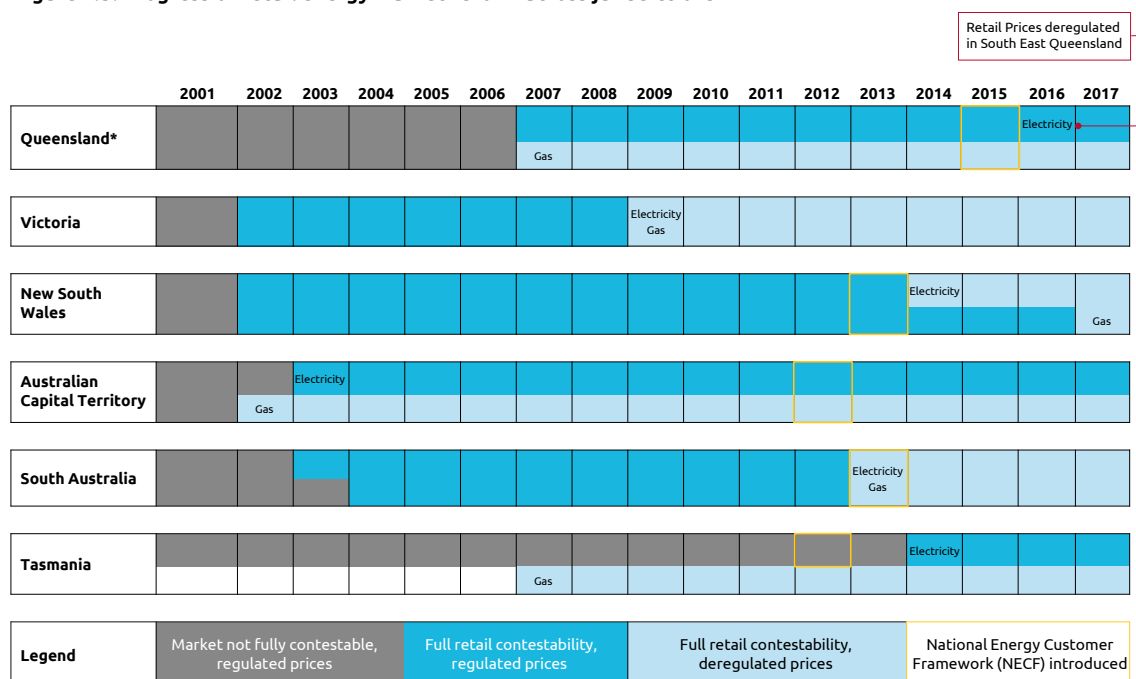 Retail Prices deregulated
in South East Queensland
2001 2002 2003 2004 2005 2006 2007 2008 2009 2010 2011 2012 2013 2014 2015 2016 2017
Queensland*
Electricity
Gas
Victoria
Electricity
Gas
New South
Wales
Electricity
Gas
Australian
Capital Territory
Electricity
Gas
South Australia
Electricity
Gas
Tasmania
Electricity
Gas
Legend
Market not fully contestable,
regulated prices
Full retail contestability,
regulated prices
Full retail contestability,
deregulated prices
National Energy Customer
Framework (NECF) introduced